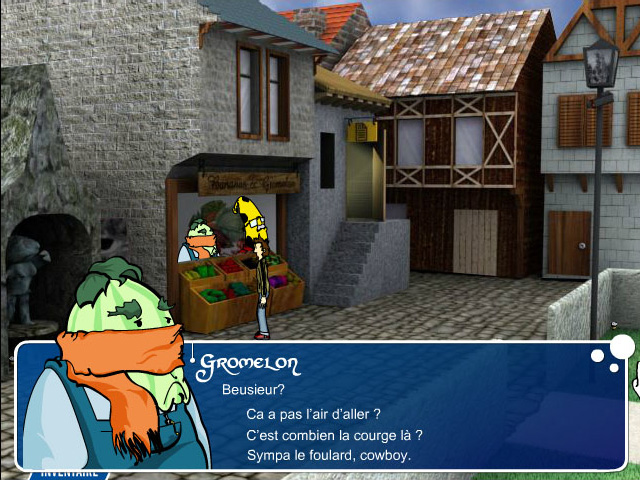 Gromelon
Beusieur?
Ca a pas l'air d'aller ?
C'est combien la courge là ?
Sympa le foulard, cowboy.
INVENTAIRE